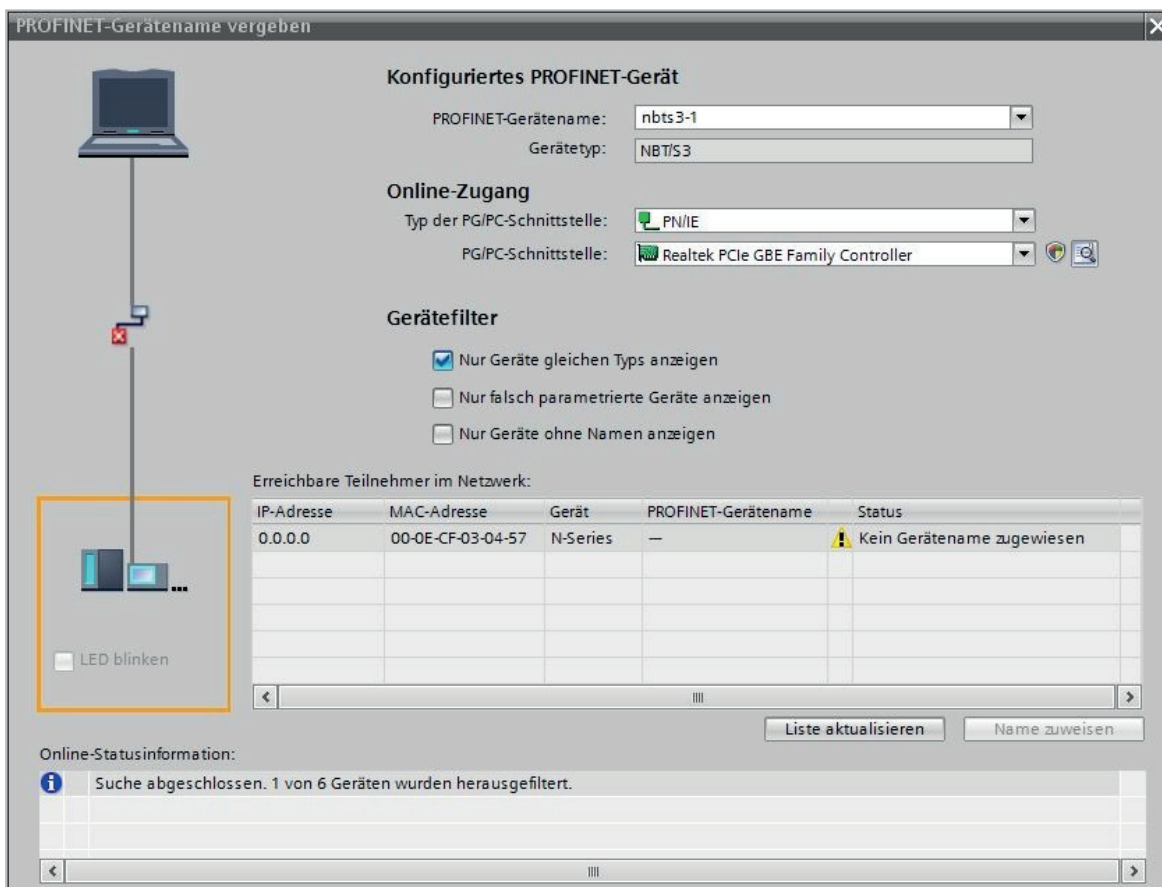 PROFINET-Gerätename vergeben
Konfiguriertes PROFINET-Gerät
PROFINET-Gerätename: nbts3-1
Gerätetyp: NBT/S3
Online-Zugang
Typ der PG/PC-Schnittstelle: PN/IE
PG/PC-Schnittstelle: Realtek PCIe GBE Family Controller
Gerätefilter
Nur Geräte gleichen Typs anzeigen
Nur falsch parametrierte Geräte anzeigen
Nur Geräte ohne Namen anzeigen
Erreichbare Teilnehmer im Netzwerk:
IP-Adresse MAC-Adresse Gerät PROFINET-Gerätename Status
0.0.0.0 00-0E-CF-03-04-57 N-Series — Kein Gerätename zugewiesen
LED blinken
Liste aktualisieren Name zuweisen
Online-Statusinformation:
Suche abgeschlossen. 1 von 6 Geräten wurden herausgefiltert.